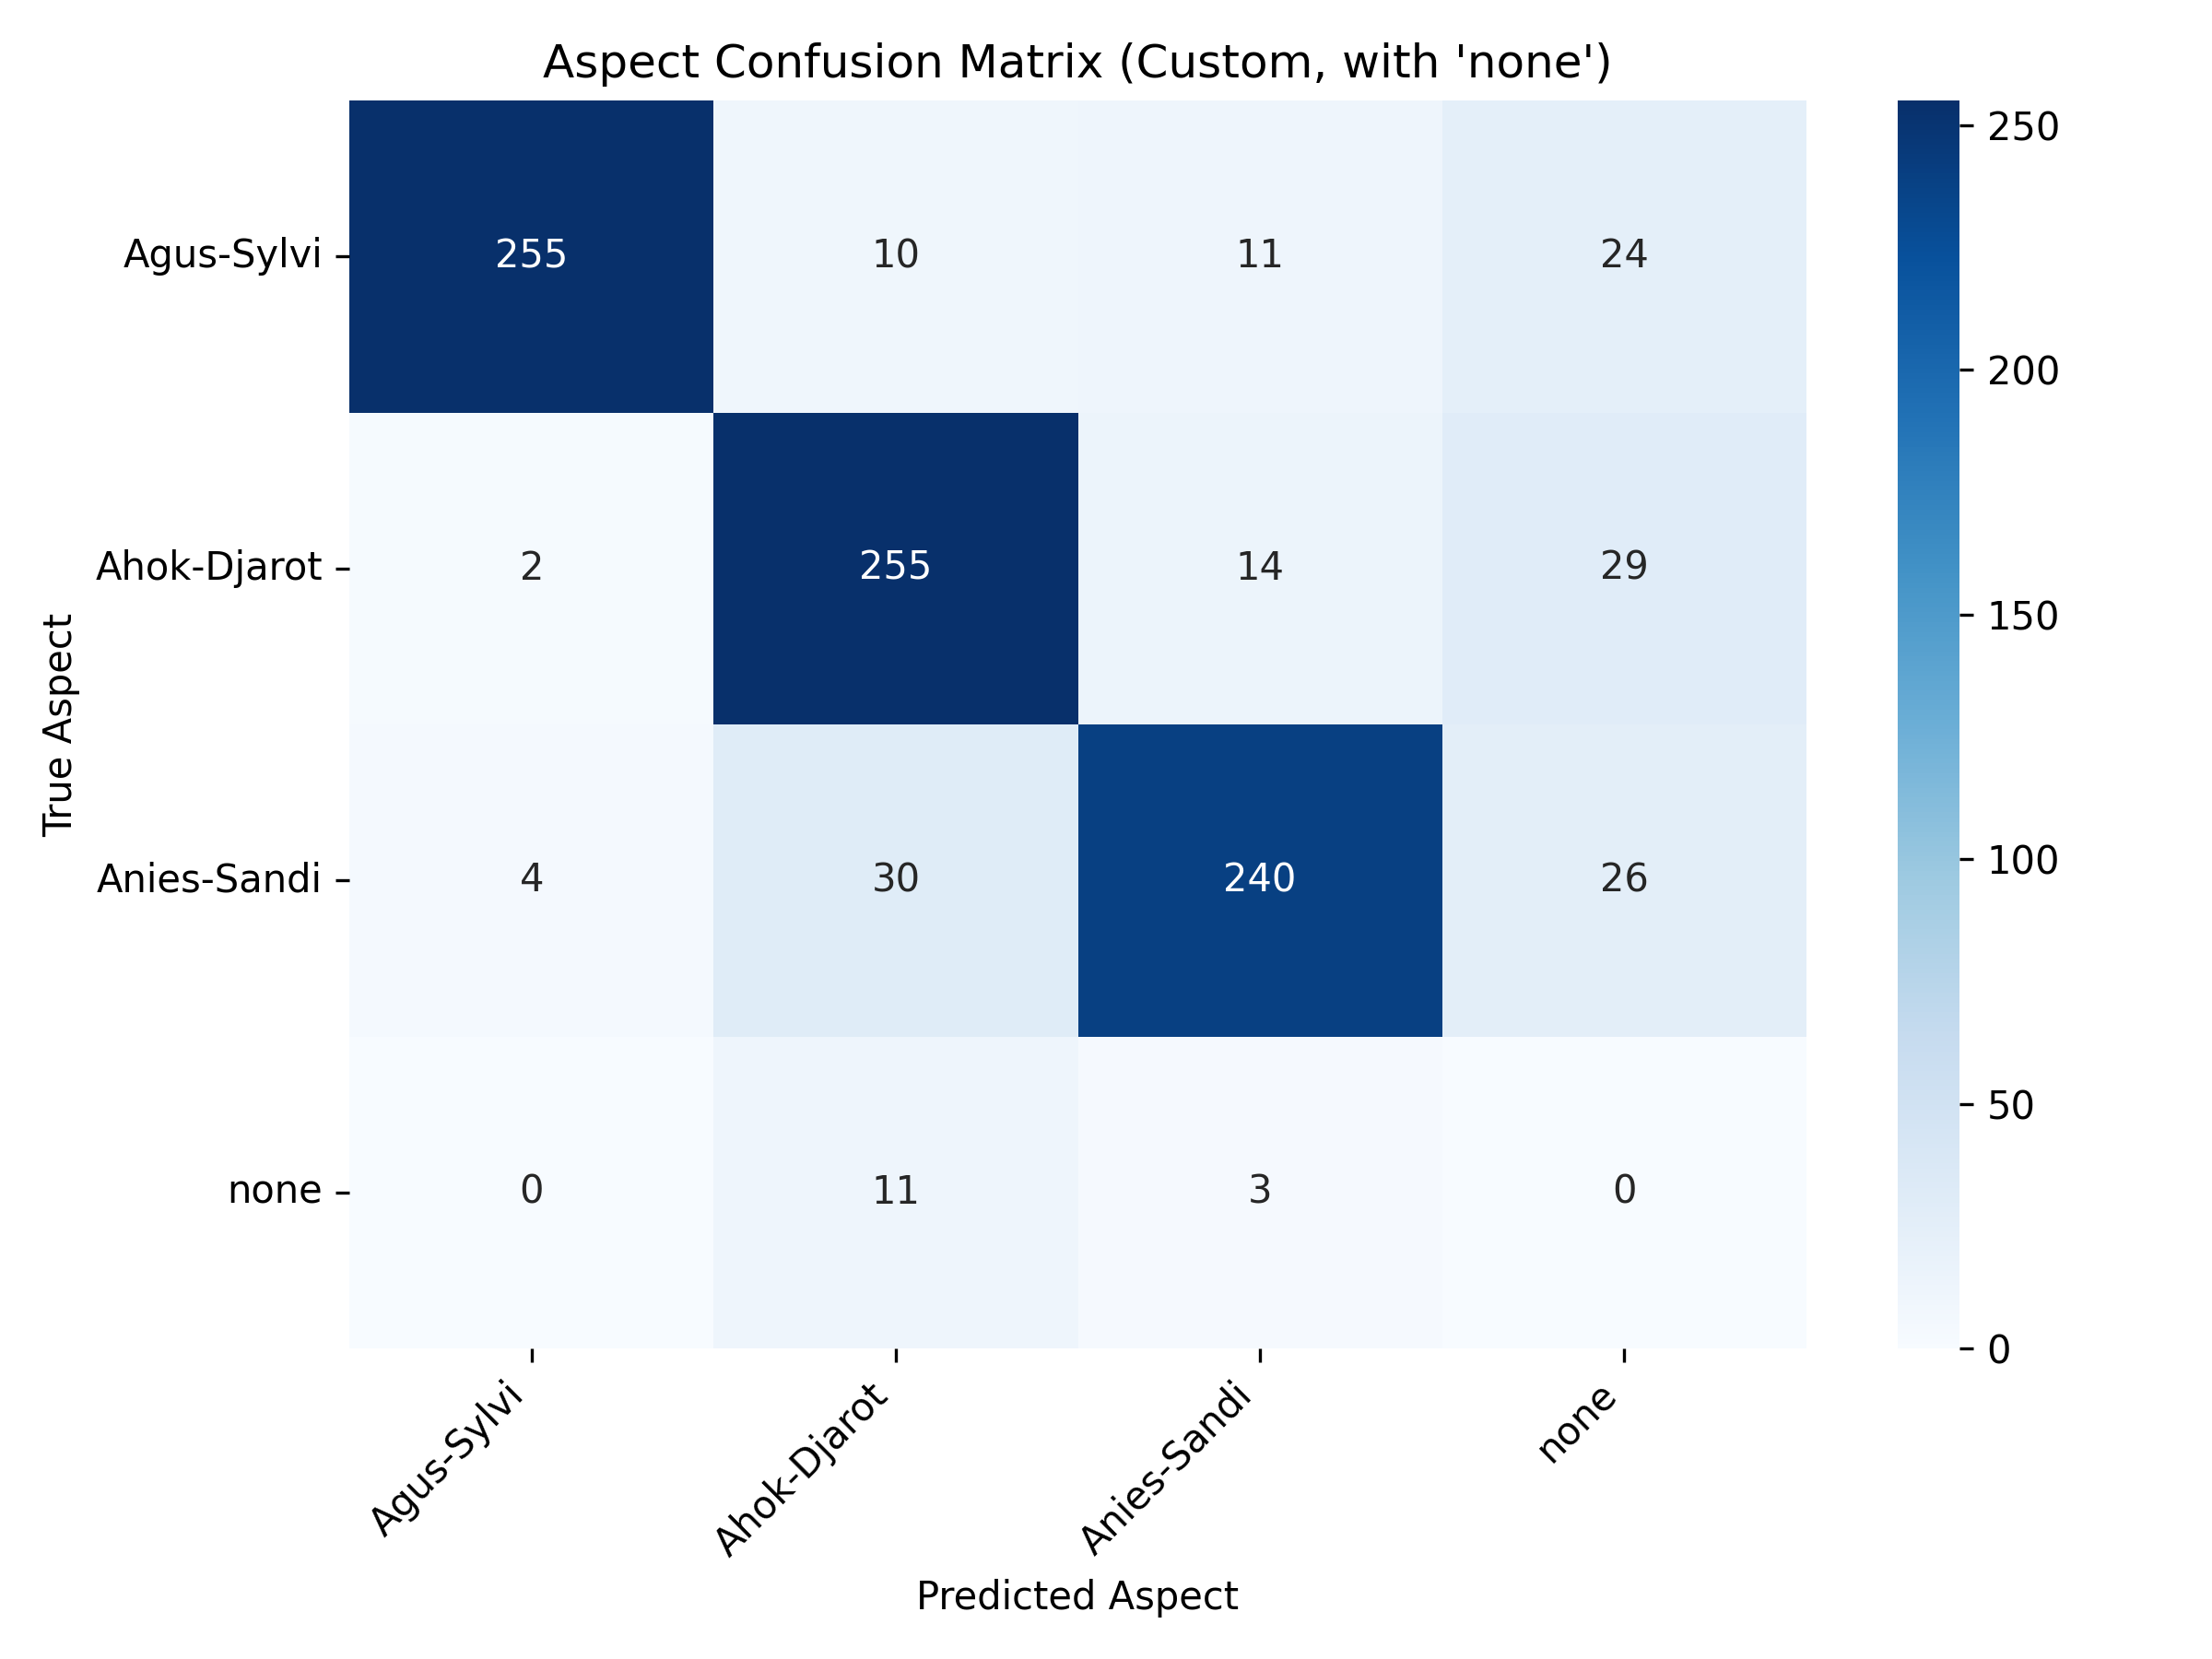 Aspect Confusion Matrix (Custom, with 'none')
True Aspect
Agus-Sylvi 255 10 11 24
Ahok-Djarot 2 255 14 29
Anies-Sandi 4 30 240 26
none 0 11 3 0
Agus-Sylvi Ahok-Djarot Anies-Sandi none
Predicted Aspect
250
200
150
100
50
0